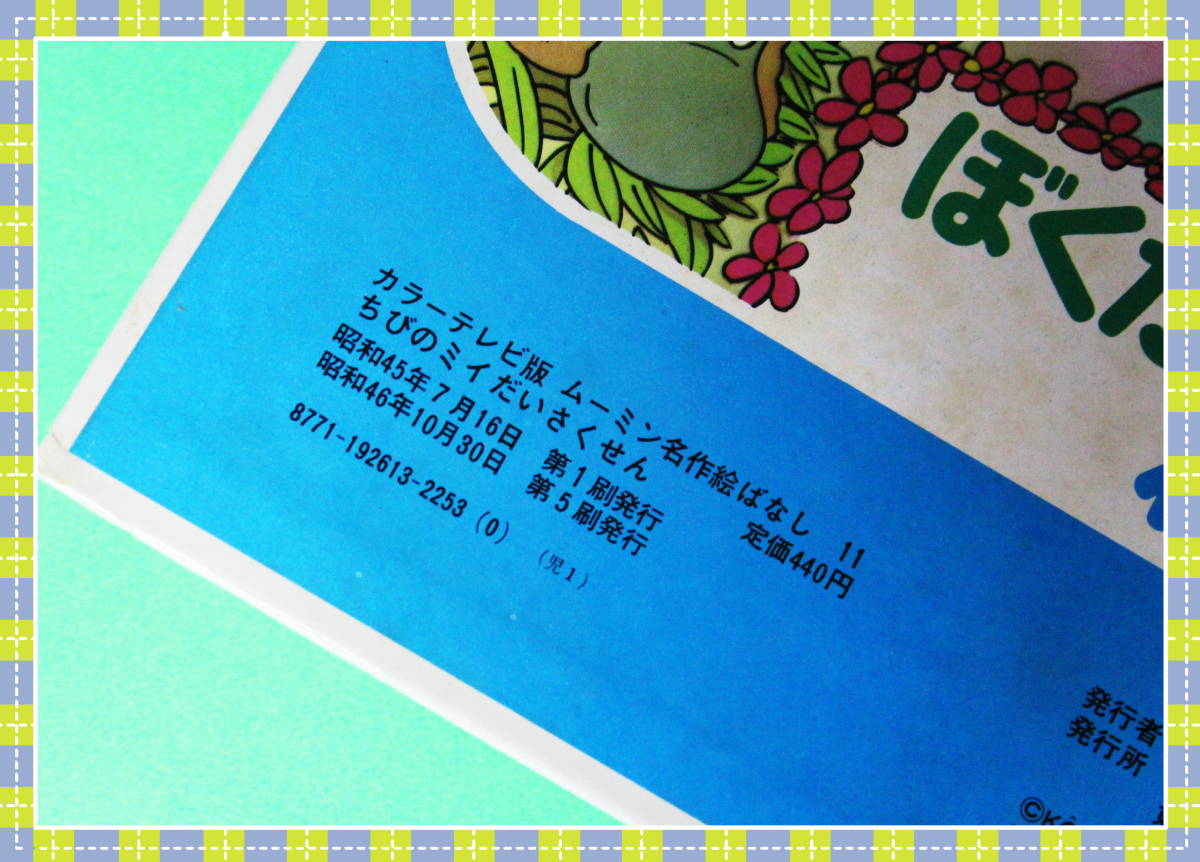 ぼく
カラーテレビ版 ムーミン名作絵ばなし 11
ちびのミイだいさくせん 定価440円
昭和45年7月16日 第1刷発行
昭和46年10月30日 第5刷発行
8771-192613-2253 (0) (児1)
発行者
発行所
©K